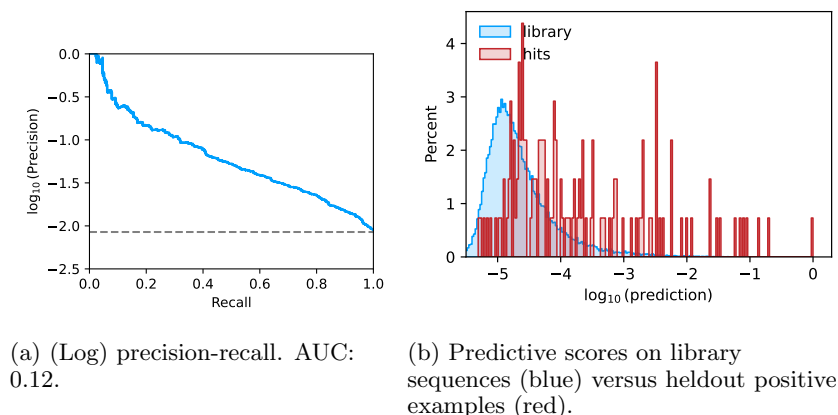 0.0
−0.5
−1.0
−1.5
−2.0
−2.5
log₁₀(Precision)
0.0 0.2 0.4 0.6 0.8 1.0
Recall
library
hits
4
3
2
1
0
Percent
−5 −4 −3 −2 −1 0
log₁₀(prediction)
(a) (Log) precision-recall. AUC:
0.12.
(b) Predictive scores on library
sequences (blue) versus heldout positive
examples (red).